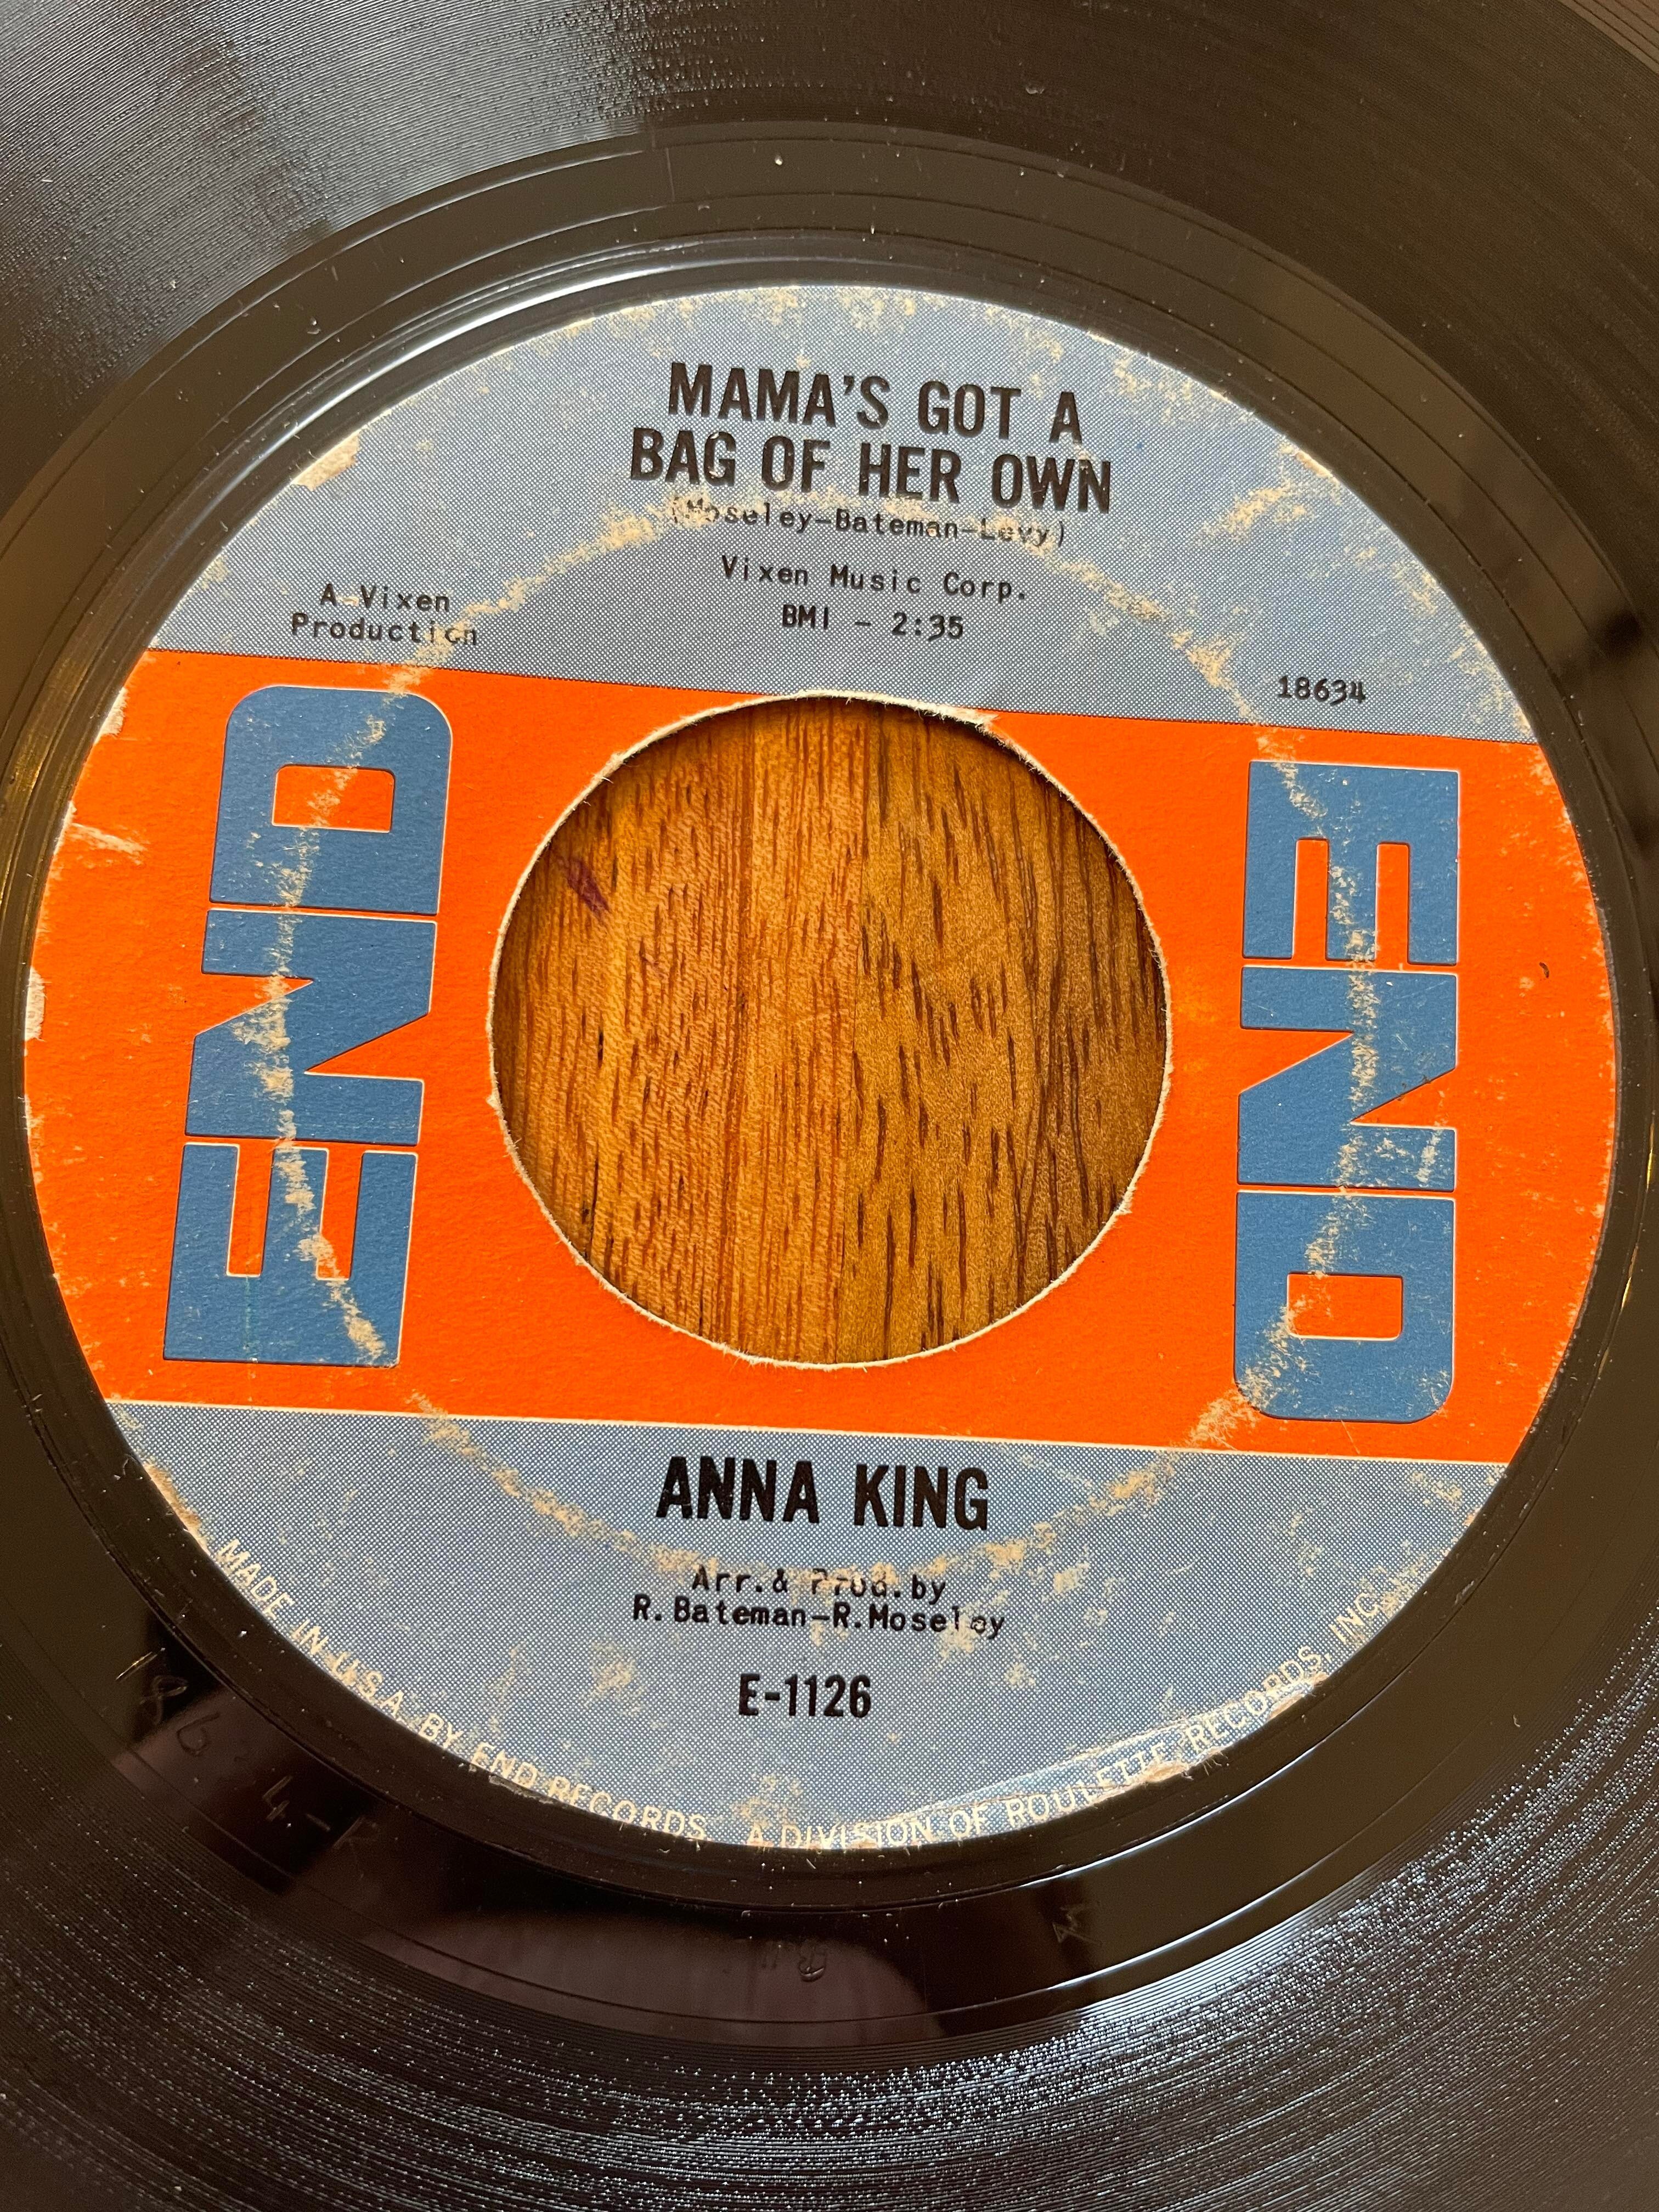 MAMA'S GOT A
BAG OF HER OWN
(Moseley-Bateman-Levy)
Vixen Music Corp.
BMI - 2:35
A Vixen
Production
18634
END
END
ANNA KING
Arr.& Prod.by
R.Bateman-R.Moseley
E-1126
MADE IN U.S.A. BY END RECORDS A DIVISION OF ROULETTE RECORDS, INC.